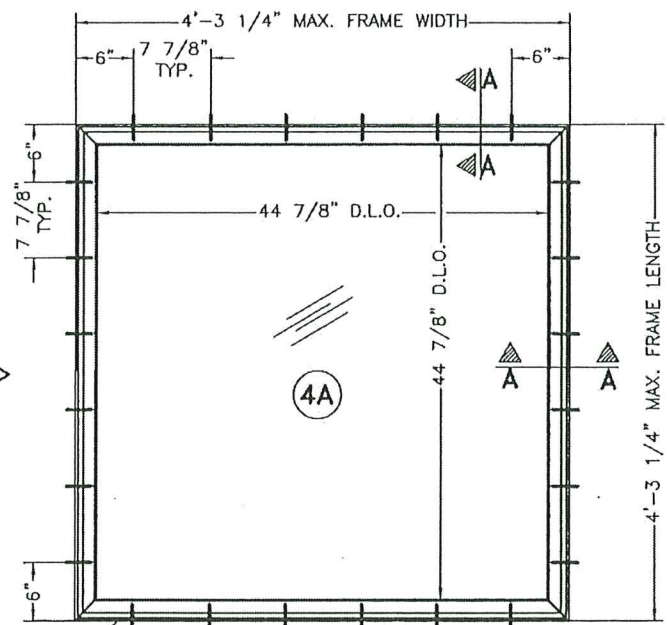 4'-3 1/4" MAX. FRAME WIDTH
6"
7 7/8"
TYP.
6"
A
A
6"
7 7/8"
TYP.
44 7/8" D.L.O.
44 7/8" D.L.O.
4'-3 1/4" MAX. FRAME LENGTH
A
A
4A
6"